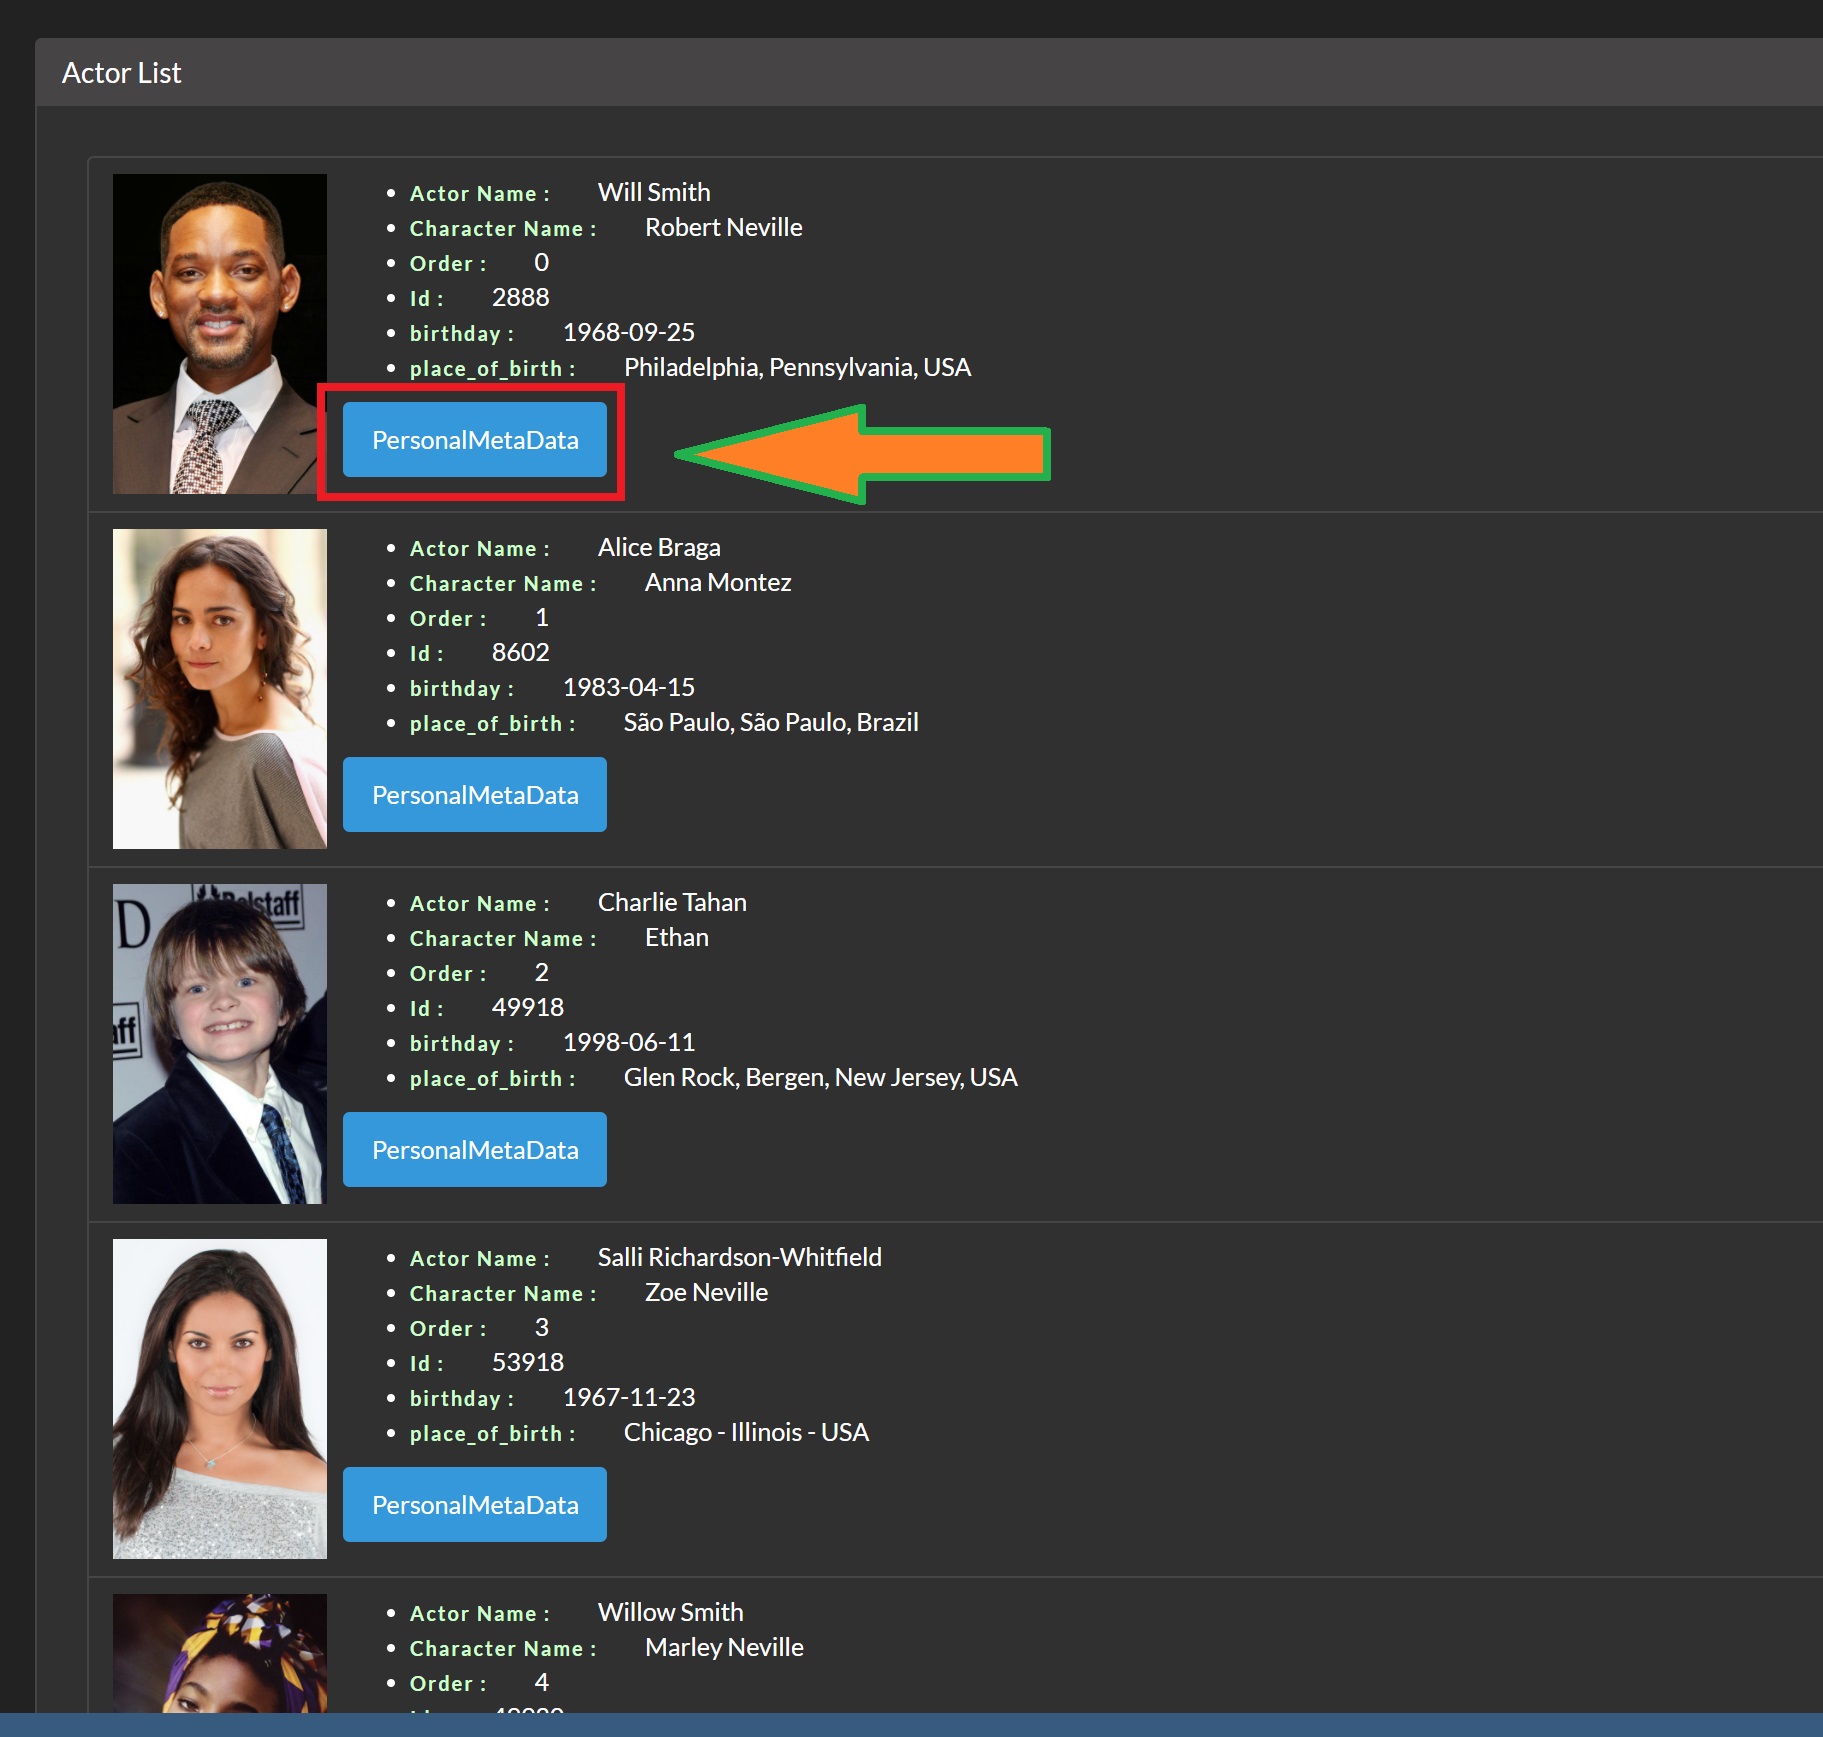 Actor List
Actor Name : Will Smith
Character Name : Robert Neville
Order : 0
Id : 2888
birthday : 1968-09-25
place_of_birth : Philadelphia, Pennsylvania, USA
PersonalMetaData
Actor Name : Alice Braga
Character Name : Anna Montez
Order : 1
Id : 8602
birthday : 1983-04-15
place_of_birth : São Paulo, São Paulo, Brazil
PersonalMetaData
D
Belstaff
aff
Actor Name : Charlie Tahan
Character Name : Ethan
Order : 2
Id : 49918
birthday : 1998-06-11
place_of_birth : Glen Rock, Bergen, New Jersey, USA
PersonalMetaData
Actor Name : Salli Richardson-Whitfield
Character Name : Zoe Neville
Order : 3
Id : 53918
birthday : 1967-11-23
place_of_birth : Chicago - Illinois - USA
PersonalMetaData
Actor Name : Willow Smith
Character Name : Marley Neville
Order : 4